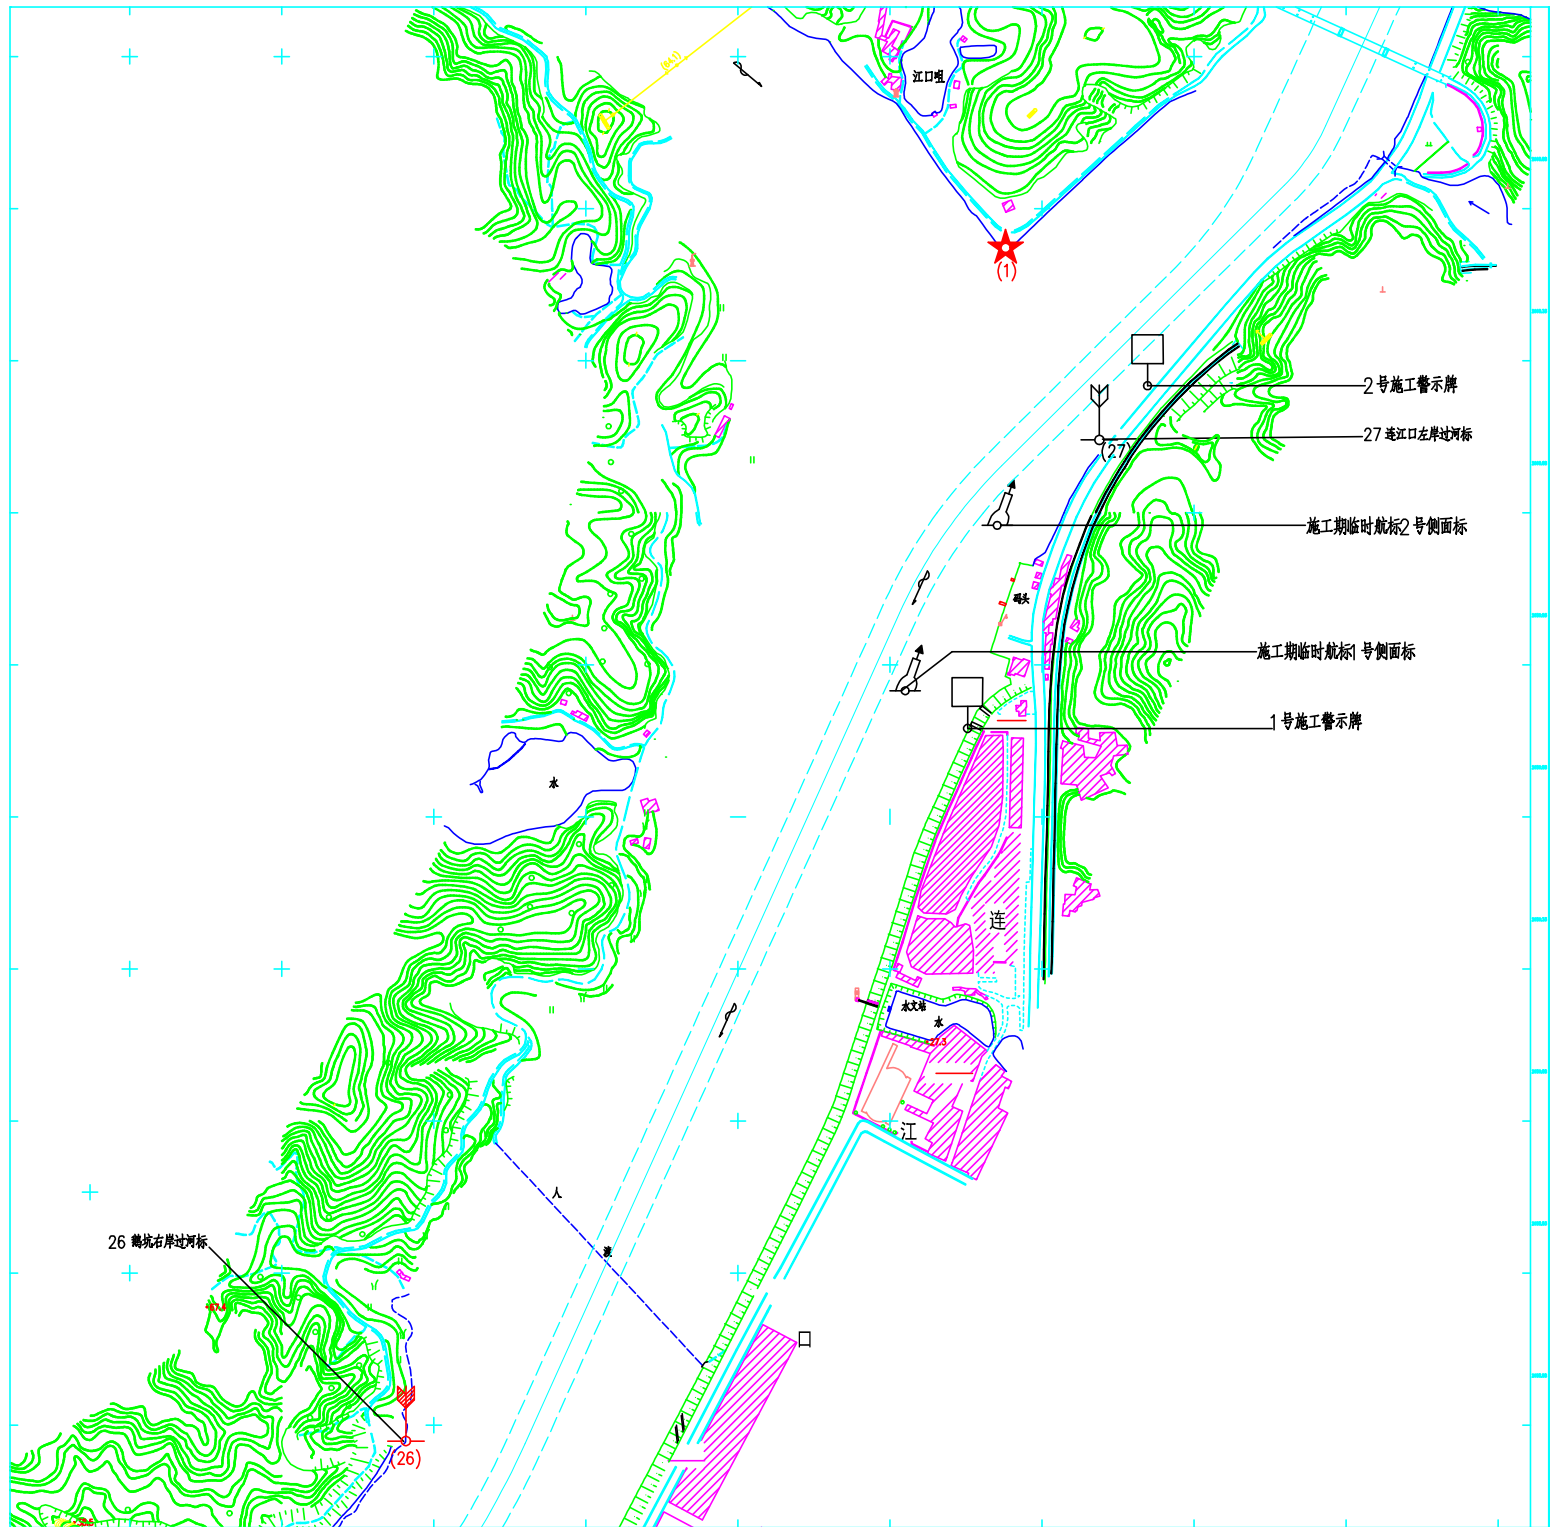 (84.5)
江口咀
(1)
2号施工警示牌
27 连江口左岸过河标
(27)
施工期临时航标2号侧面标
码头
施工期临时航标1号侧面标
1号施工警示牌
水
连
水文站
水
江
人
渡
26 鹅坑右岸过河标
口
(26)